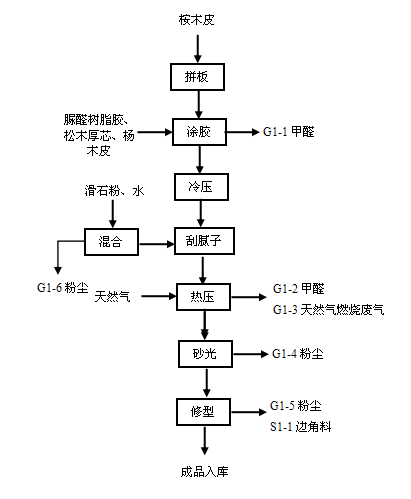 桉木皮
拼板
脲醛树脂胶、
松木厚芯、杨
木皮
涂胶
G1-1 甲醛
冷压
滑石粉、水
混合
刮腻子
G1-6 粉尘
天然气
热压
G1-2 甲醛
G1-3 天然气燃烧废气
砂光
G1-4 粉尘
修型
G1-5 粉尘
S1-1 边角料
成品入库